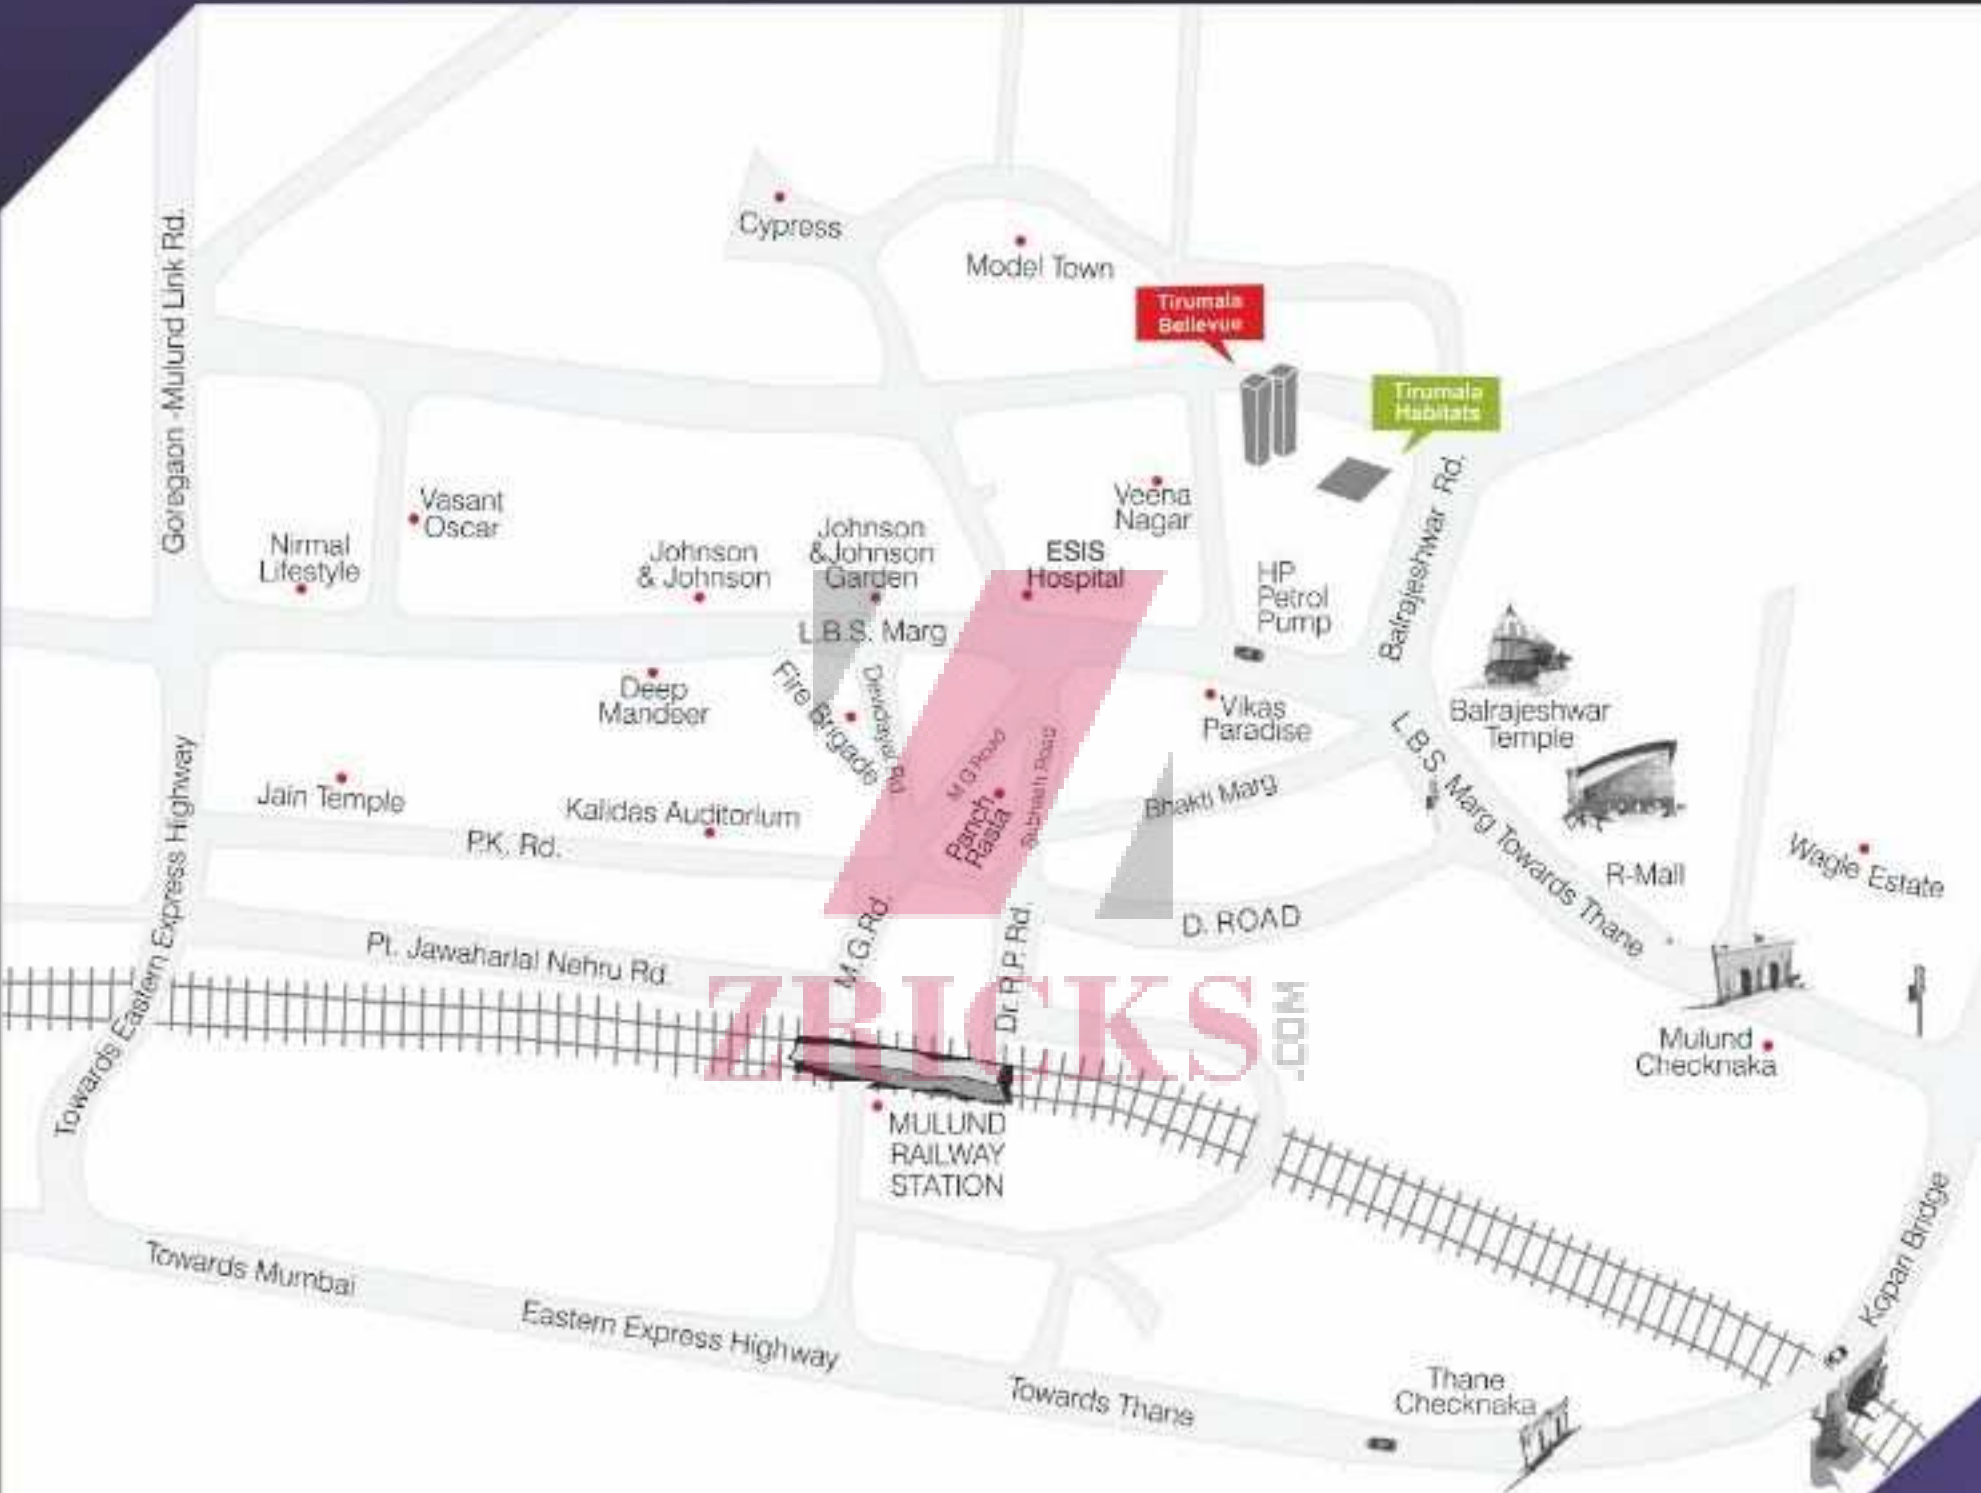 Goregaon -Mulund Link Rd.
Cypress
Model Town
Tirumala
Bellevue
Tirumala
Habitats
Balrajeshwar Rd.
Vasant
Oscar
Nirmal
Lifestyle
Johnson
& Johnson
Johnson
&Johnson
Garden
ESIS
Hospital
Veena
Nagar
HP
Petrol
Pump
L.B.S. Marg
Deep
Mandeer
Fire Brigade
Devidayal Rd.
M.G Road
Subhash Road
Panch
Rasta
Vikas
Paradise
Bhakti Marg
Balrajeshwar
Temple
L.B.S. Marg Towards Thane
R-Mall
Wagle Estate
Jain Temple
Kalidas Auditorium
P.K. Rd.
D. ROAD
Towards Eastern Express Highway
Pt. Jawaharlal Nehru Rd.
M.G.Rd.
Dr. R.P. Rd.
ZRICKS
.COM
Mulund
Checknaka
MULUND
RAILWAY
STATION
Kopari Bridge
Towards Mumbai
Eastern Express Highway
Towards Thane
Thane
Checknaka